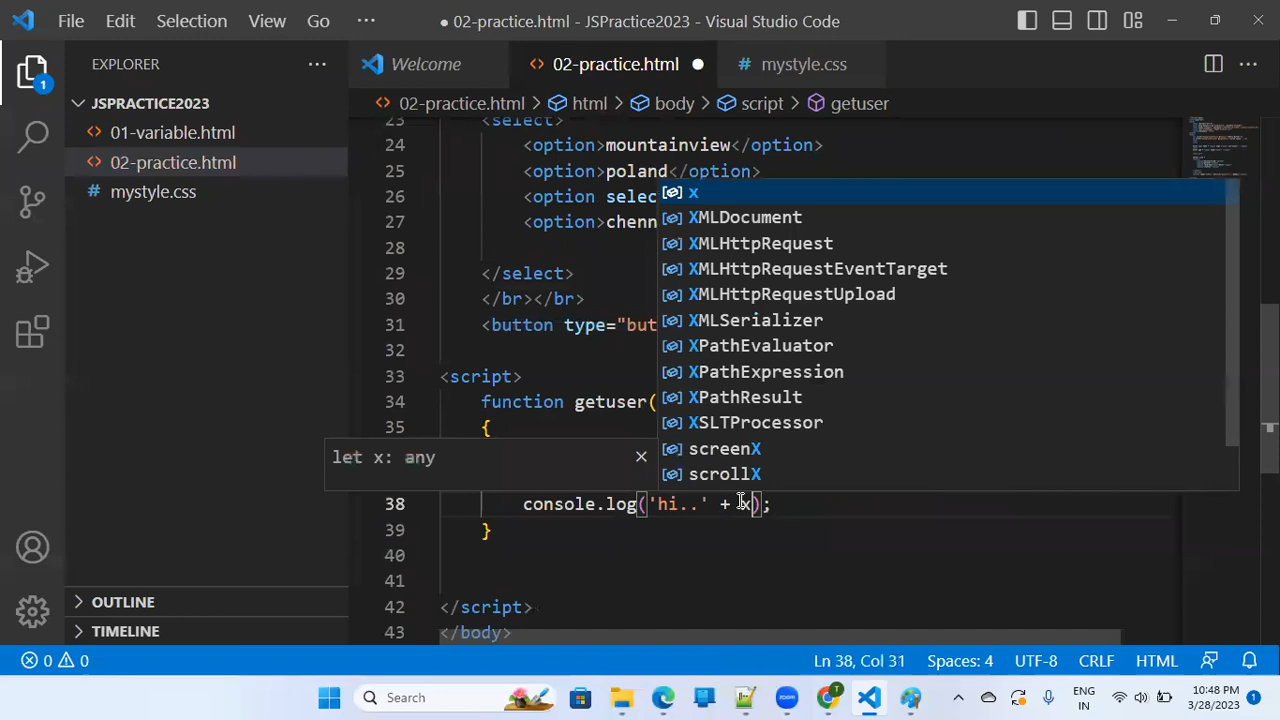 File Edit Selection View Go ··· ● 02-practice.html - JSPractice2023 - Visual Studio Code
EXPLORER ···
Welcome
02-practice.html ●
mystyle.css
1
JSPRACTICE2023
01-variable.html
02-practice.html
mystyle.css
02-practice.html > html > body > script > getuser
23 <select>
24 <option>mountainview</option>
25 <option>poland</option>
26 <option selec
27 <option>chenn
28
29 </select>
30 </br></br>
31 <button type="but
32
33 <script>
34 function getuser(
35 {
38 console.log('hi..' + x);
39 }
40
41
42 </script>
43 </body>
x
XMLDocument
XMLHttpRequest
XMLHttpRequestEventTarget
XMLHttpRequestUpload
XMLSerializer
XPathEvaluator
XPathExpression
XPathResult
XSLTProcessor
screenX
scrollX
let x: any
OUTLINE
TIMELINE
0 0 Ln 38, Col 31 Spaces: 4 UTF-8 CRLF HTML
Search
zoom
T
ENG
IN
10:48 PM
3/28/2023
1